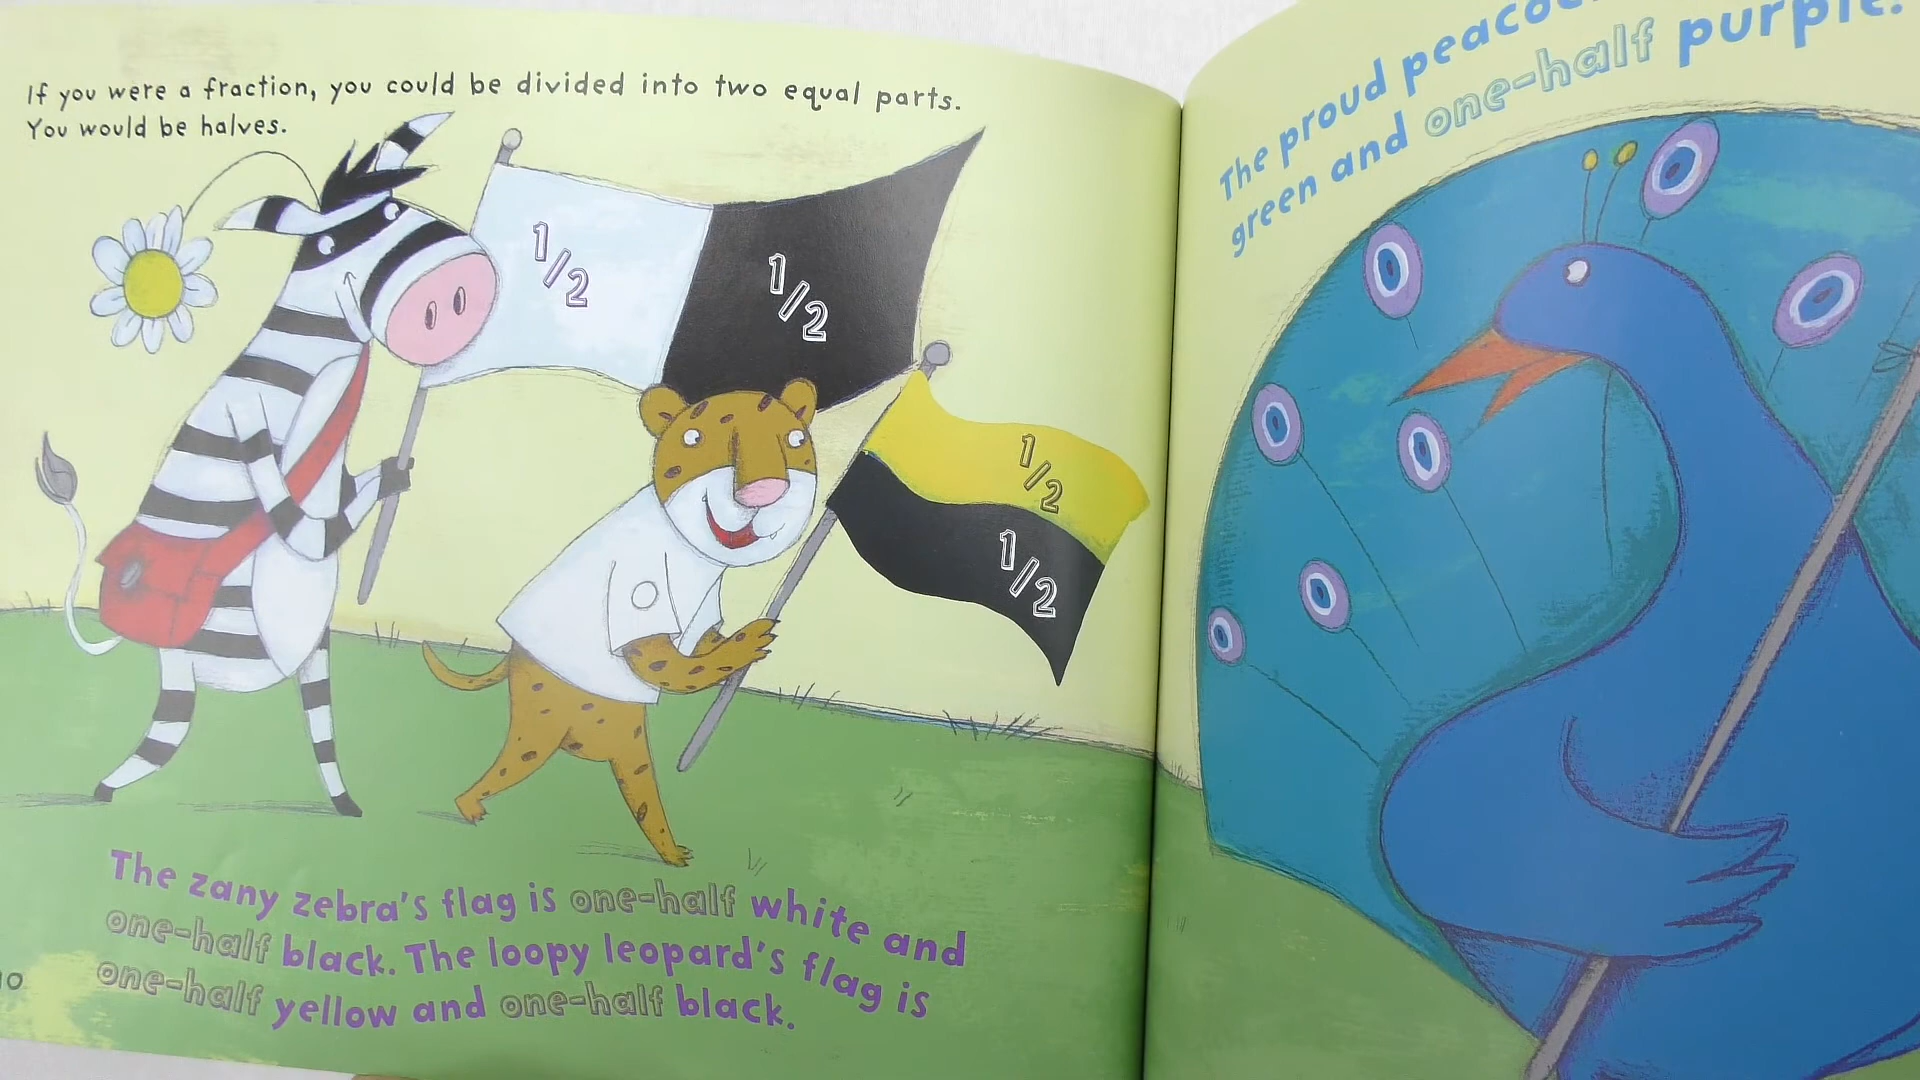 If you were a fraction, you could be divided into two equal parts.
You would be halves.
1/2
1/2
1/2
1/2
The zany zebra's flag is one-half white and
one-half black. The loopy leopard's flag is
one-half yellow and one-half black.
The proud
green and one-half purple.